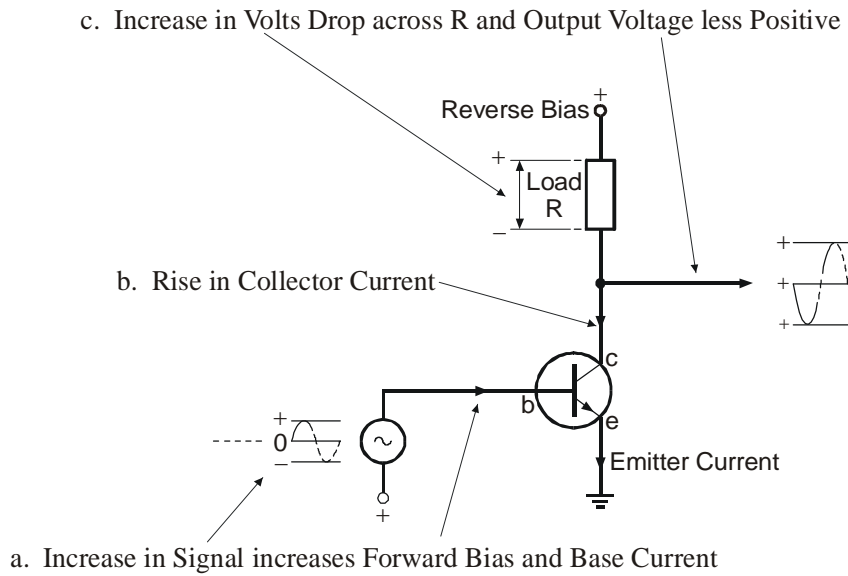 c. Increase in Volts Drop across R and Output Voltage less Positive
+
Reverse Bias
+
Load
R
−
+
+
+
b. Rise in Collector Current
c
b
e
+
0
−
+
Emitter Current
a. Increase in Signal increases Forward Bias and Base Current